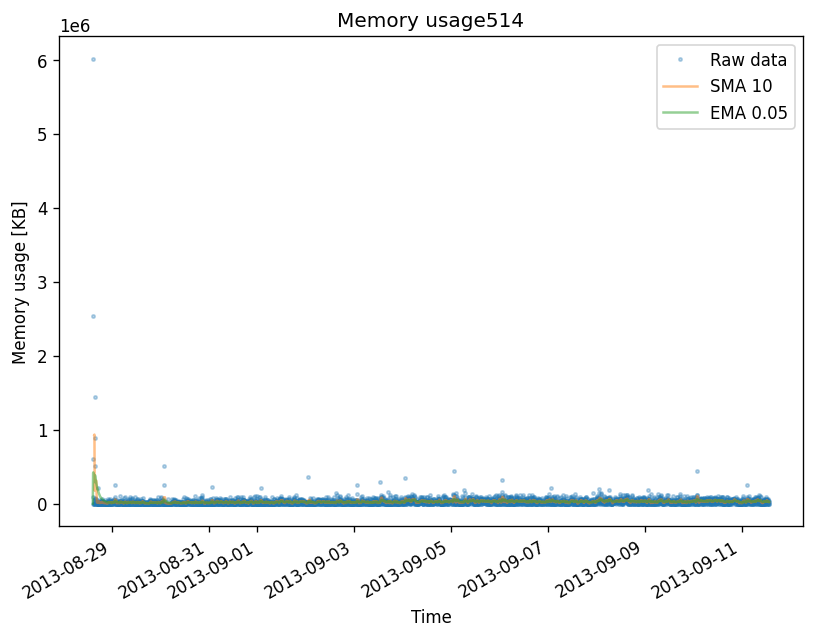 Memory usage514
1e6
6
5
4
3
2
1
0
Memory usage [KB]
Raw data
SMA 10
EMA 0.05
2013-08-29
2013-08-31
2013-09-01
2013-09-03
2013-09-05
2013-09-07
2013-09-09
2013-09-11
Time